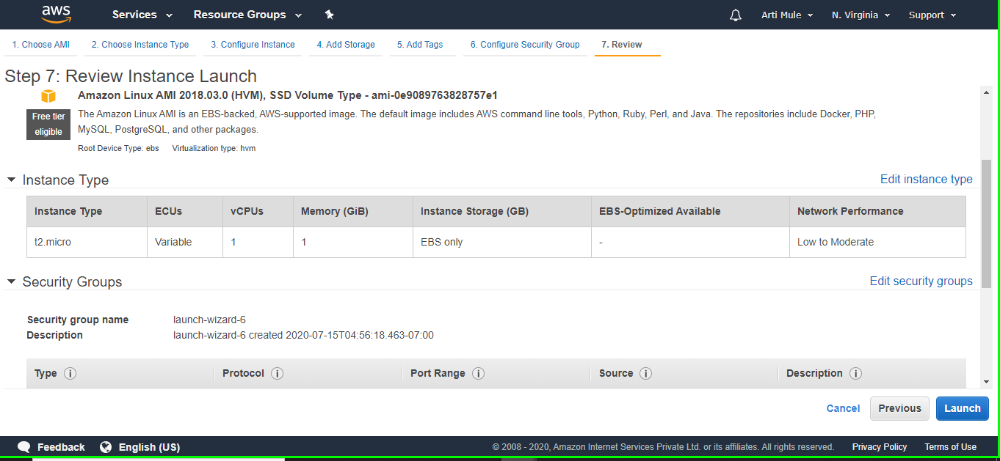 aws Services Resource Groups Arti Mule N. Virginia Support
1. Choose AMI 2. Choose Instance Type 3. Configure Instance 4. Add Storage 5. Add Tags 6. Configure Security Group 7. Review
Step 7: Review Instance Launch
Amazon Linux AMI 2018.03.0 (HVM), SSD Volume Type - ami-0e9089763828757e1
Free tier
eligible
The Amazon Linux AMI is an EBS-backed, AWS-supported image. The default image includes AWS command line tools, Python, Ruby, Perl, and Java. The repositories include Docker, PHP,
MySQL, PostgreSQL, and other packages.
Root Device Type: ebs Virtualization type: hvm
Instance Type Edit instance type
Instance Type ECUs vCPUs Memory (GiB) Instance Storage (GB) EBS-Optimized Available Network Performance
t2.micro Variable 1 1 EBS only - Low to Moderate
Security Groups Edit security groups
Security group name launch-wizard-6
Description launch-wizard-6 created 2020-07-15T04:56:18.463-07:00
Type i Protocol i Port Range i Source i Description i
Cancel Previous Launch
Feedback English (US) © 2008 - 2020, Amazon Internet Services Private Ltd. or its affiliates. All rights reserved. Privacy Policy Terms of Use